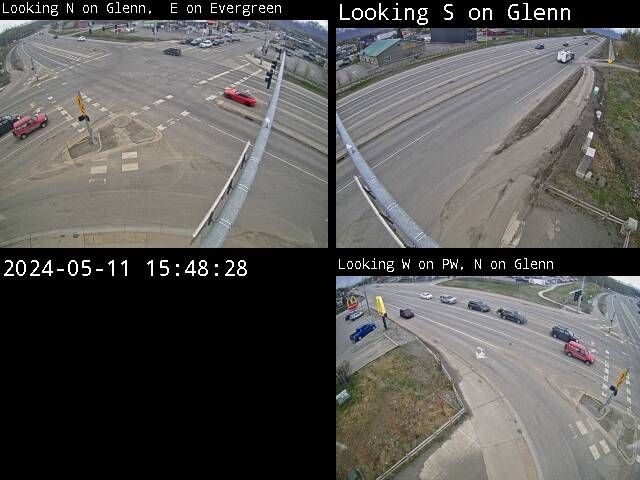 Looking N on Glenn,  E on Evergreen
Looking S on Glenn
2024-05-11 15:48:28
Looking W on PW, N on Glenn